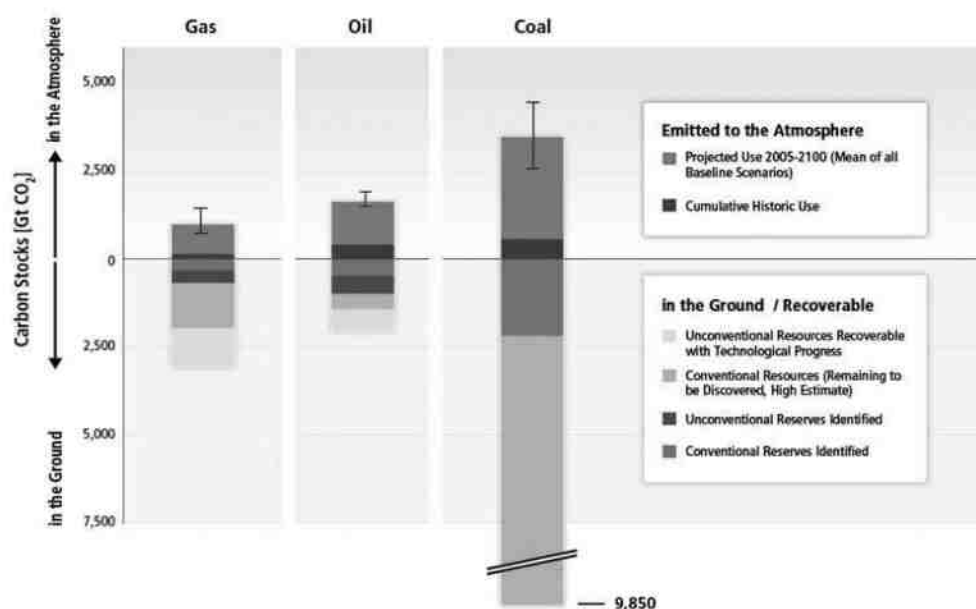 Gas
Oil
Coal
in the Atmosphere
5,000
2,500
0
2,500
5,000
7,500
Carbon Stocks [Gt CO₂]
in the Ground
Emitted to the Atmosphere
Projected Use 2005-2100 (Mean of all
Baseline Scenarios)
Cumulative Historic Use
in the Ground / Recoverable
Unconventional Resources Recoverable
with Technological Progress
Conventional Resources (Remaining to
be Discovered, High Estimate)
Unconventional Reserves Identified
Conventional Reserves Identified
9,850